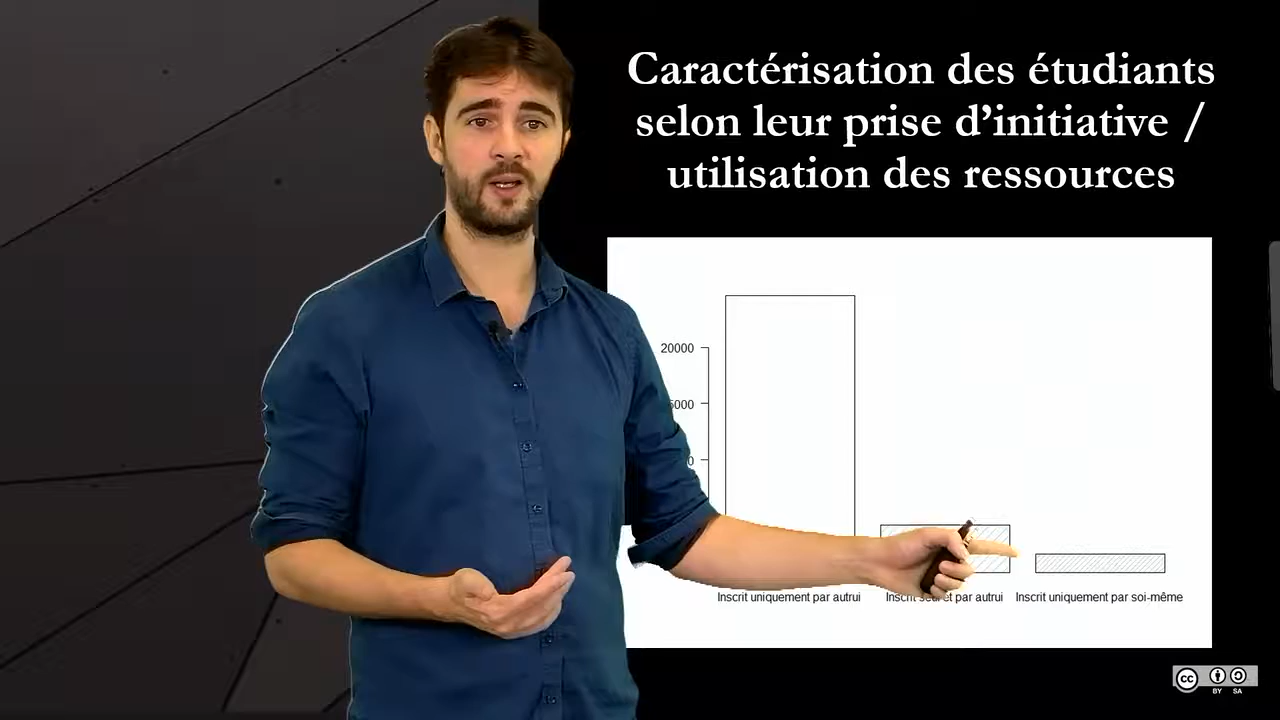 Caractérisation des étudiants
selon leur prise d’initiative /
utilisation des ressources
20000
Inscrit uniquement par autrui
Inscrit et par autrui
Inscrit uniquement par soi-même
cc
BY SA